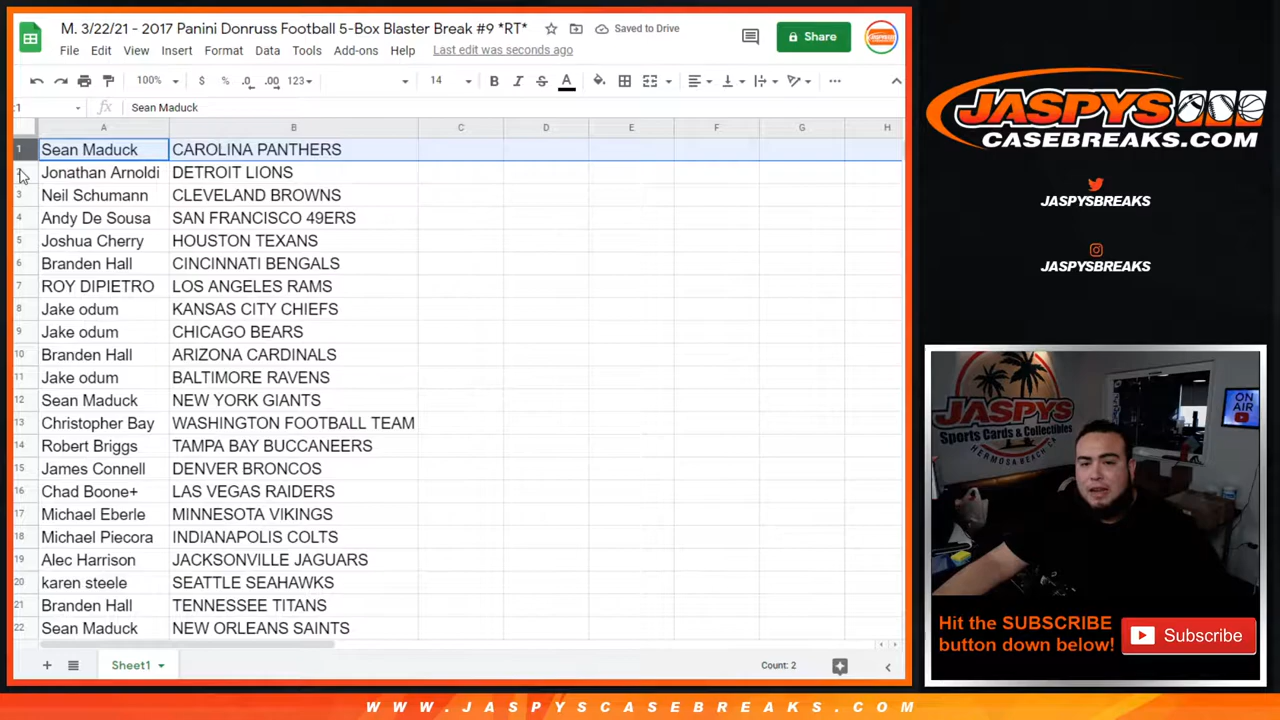 M. 3/22/21 - 2017 Panini Donruss Football 5-Box Blaster Break #9 *RT*
Saved to Drive
Share
File Edit View Insert Format Data Tools Add-ons Help Last edit was seconds ago
100% $ % .0 .00 123 14 B I S A
:1 fx Sean Maduck
A B C D E F G H
1 Sean Maduck CAROLINA PANTHERS
2 Jonathan Arnoldi DETROIT LIONS
3 Neil Schumann CLEVELAND BROWNS
4 Andy De Sousa SAN FRANCISCO 49ERS
5 Joshua Cherry HOUSTON TEXANS
6 Branden Hall CINCINNATI BENGALS
7 ROY DIPIETRO LOS ANGELES RAMS
8 Jake odum KANSAS CITY CHIEFS
9 Jake odum CHICAGO BEARS
10 Branden Hall ARIZONA CARDINALS
11 Jake odum BALTIMORE RAVENS
12 Sean Maduck NEW YORK GIANTS
13 Christopher Bay WASHINGTON FOOTBALL TEAM
14 Robert Briggs TAMPA BAY BUCCANEERS
15 James Connell DENVER BRONCOS
16 Chad Boone+ LAS VEGAS RAIDERS
17 Michael Eberle MINNESOTA VIKINGS
18 Michael Piecora INDIANAPOLIS COLTS
19 Alec Harrison JACKSONVILLE JAGUARS
20 karen steele SEATTLE SEAHAWKS
21 Branden Hall TENNESSEE TITANS
22 Sean Maduck NEW ORLEANS SAINTS
Sheet1
Count: 2
JASPYS
CASEBREAKS.COM
JASPYSBREAKS
JASPYSBREAKS
JASPYS
Sports Cards & Collectibles
HERMOSA BEACH, CA
ON
AIR
Hit the SUBSCRIBE
button down below!
Subscribe
WWW.JASPYSCASEBREAKS.COM